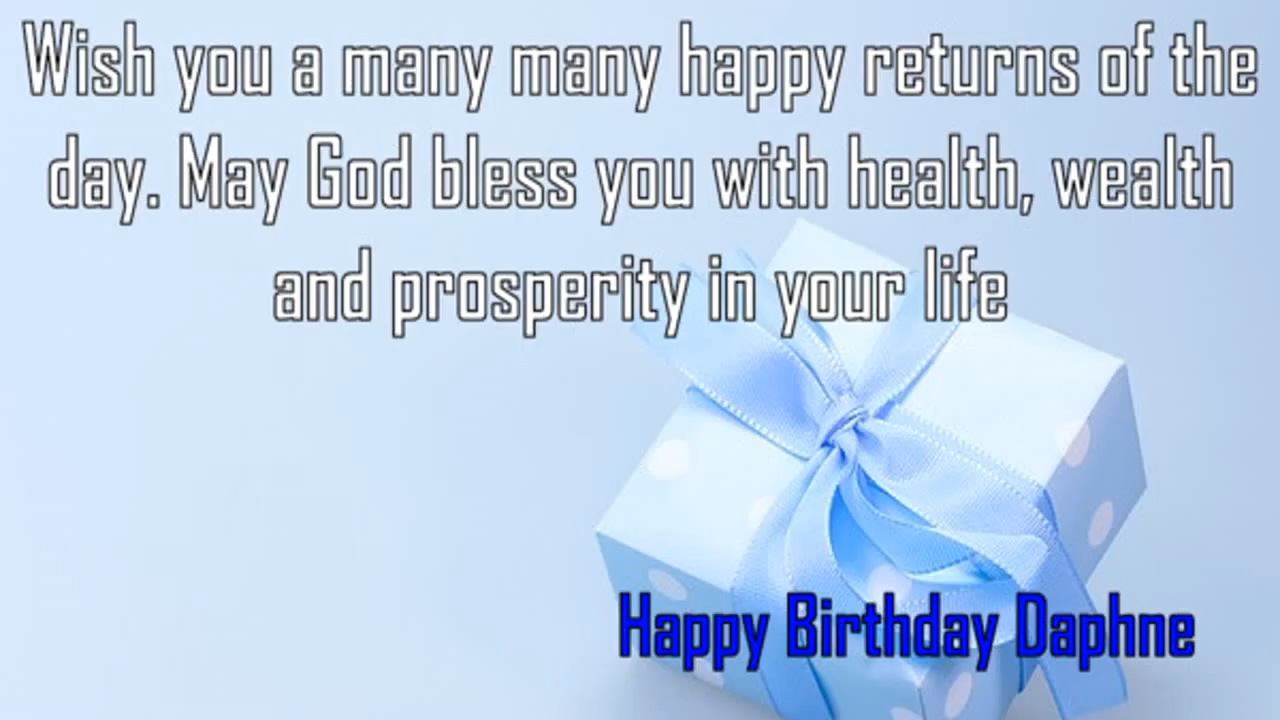 Wish you a many many happy returns of the
day. May God bless you with health, wealth
and prosperity in your life
Happy Birthday Daphne